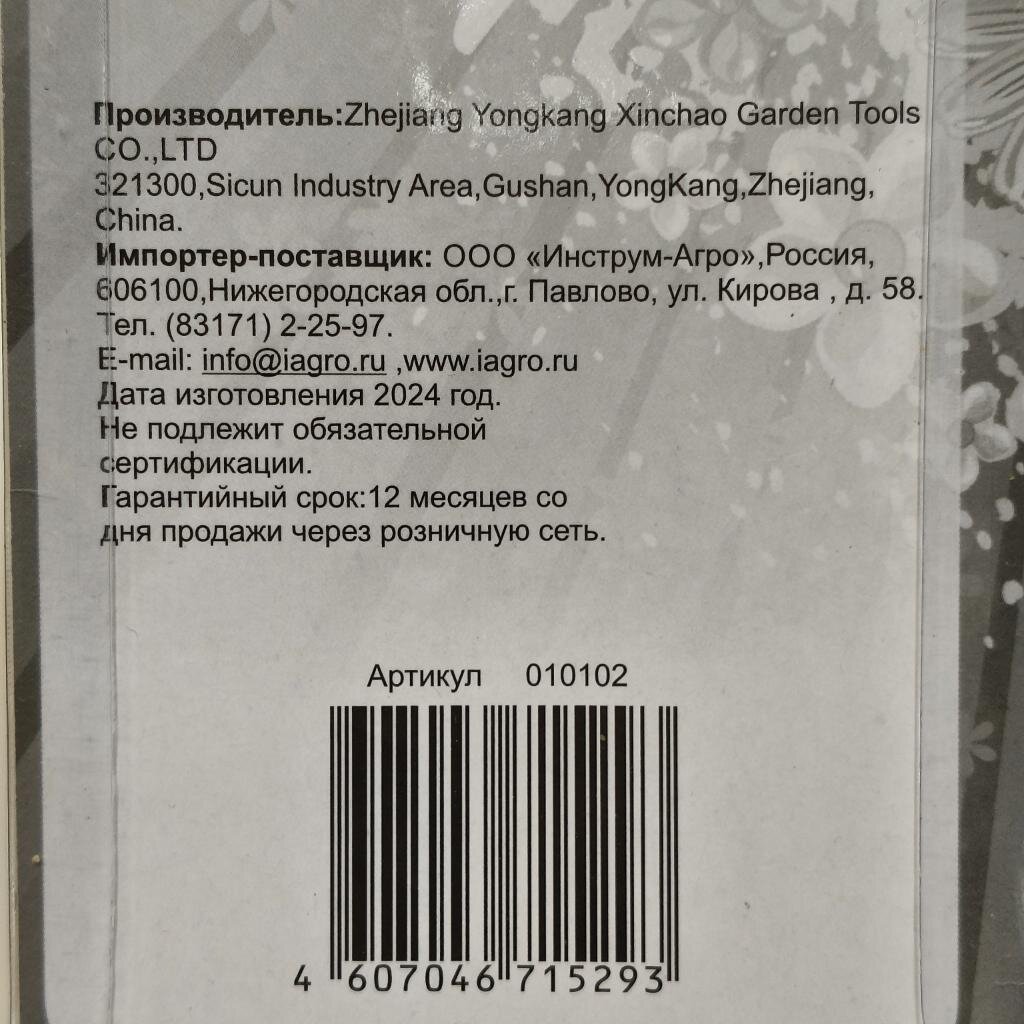 Производитель:Zhejiang Yongkang Xinchao Garden Tools
CO.,LTD
321300,Sicun Industry Area,Gushan,YongKang,Zhejiang,
China.
Импортер-поставщик: ООО «Инструм-Агро»,Россия,
606100,Нижегородская обл.,г. Павлово, ул. Кирова , д. 58.
Тел. (83171) 2-25-97.
E-mail: info@iagro.ru ,www.iagro.ru
Дата изготовления 2024 год.
Не подлежит обязательной
сертификации.
Гарантийный срок:12 месяцев со
дня продажи через розничную сеть.
Артикул 010102
4 607046 715293